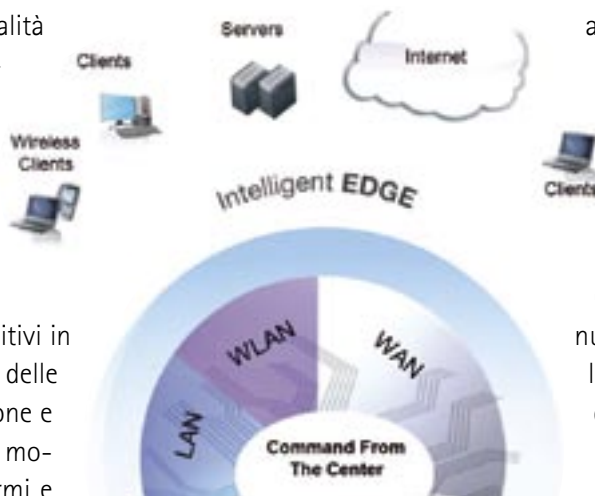 alità
Servers
a
Clients
Internet
Wireless
Clients
Clients
Intelligent EDGE
itivi in
delle
one e
mo-
rmi e
nu
l
WLAN
WAN
LAN
Command From
The Center